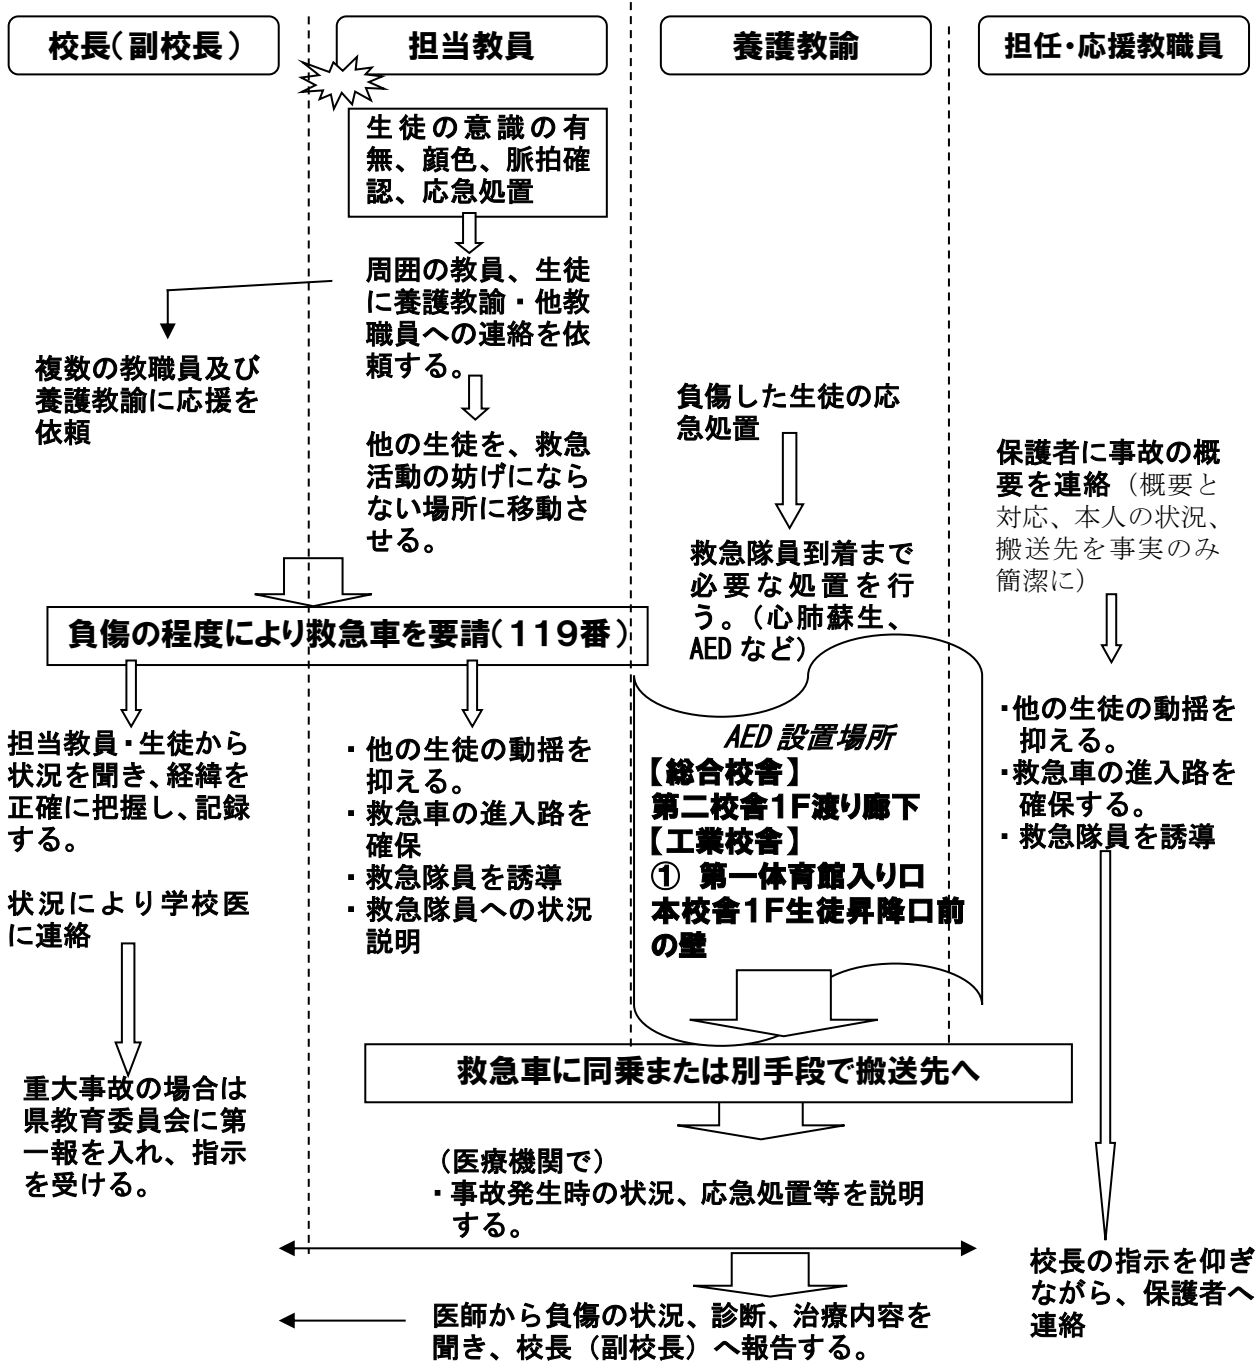 校長（副校長）
担当教員
養護教諭
担任・応援教職員
生徒の意識の有
無、顔色、脈拍確
認、応急処置
周囲の教員、生徒
に養護教諭・他教
職員への連絡を依
頼する。
複数の教職員及び
養護教諭に応援を
依頼
他の生徒を、救急
活動の妨げになら
ない場所に移動さ
せる。
負傷した生徒の応
急処置
救急隊員到着まで
必要な処置を行
う。（心肺蘇生、
AED など）
保護者に事故の概
要を連絡（概要と
対応、本人の状況、
搬送先を事実のみ
簡潔に）
負傷の程度により救急車を要請（１１９番）
担当教員・生徒から
状況を聞き、経緯を
正確に把握し、記録
する。
状況により学校医
に連絡
・他の生徒の動揺を
抑える。
・救急車の進入路を
確保
・救急隊員を誘導
・救急隊員への状況
説明
AED 設置場所
【総合校舎】
第二校舎１F渡り廊下
【工業校舎】
① 第一体育館入り口
本校舎１F生徒昇降口前
の壁
・他の生徒の動揺を
抑える。
・救急車の進入路を
確保する。
・救急隊員を誘導
救急車に同乗または別手段で搬送先へ
重大事故の場合は
県教育委員会に第
一報を入れ、指示
を受ける。
（医療機関で）
・事故発生時の状況、応急処置等を説明
する。
医師から負傷の状況、診断、治療内容を
聞き、校長（副校長）へ報告する。
校長の指示を仰ぎ
ながら、保護者へ
連絡